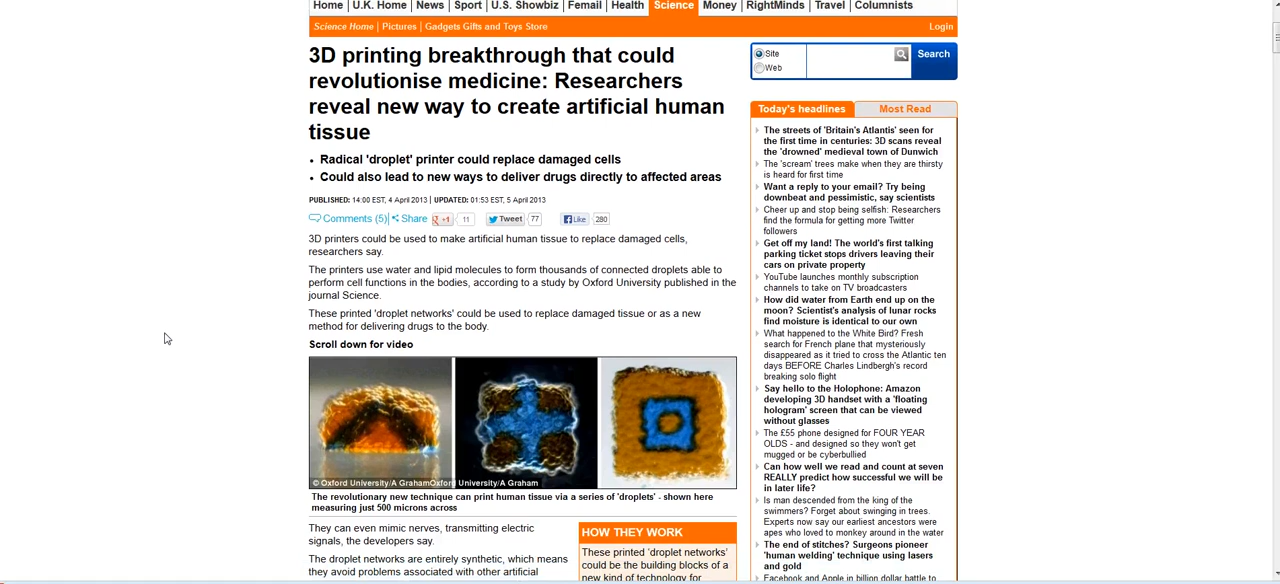 Home | U.K. Home | News | Sport | U.S. Showbiz | Femail | Health | Science | Money | RightMinds | Travel | Columnists
Science Home | Pictures | Gadgets Gifts and Toys Store
Login
3D printing breakthrough that could
revolutionise medicine: Researchers
reveal new way to create artificial human
tissue
• Radical 'droplet' printer could replace damaged cells
• Could also lead to new ways to deliver drugs directly to affected areas
PUBLISHED: 14:00 EST, 4 April 2013 | UPDATED: 01:53 EST, 5 April 2013
Comments (5) Share +1 11 Tweet 77 Like 280
3D printers could be used to make artificial human tissue to replace damaged cells,
researchers say.
The printers use water and lipid molecules to form thousands of connected droplets able to
perform cell functions in the bodies, according to a study by Oxford University published in the
journal Science.
These printed 'droplet networks' could be used to replace damaged tissue or as a new
method for delivering drugs to the body.
Scroll down for video
© Oxford University/A GrahamOxford University/A Graham
The revolutionary new technique can print human tissue via a series of 'droplets' - shown here
measuring just 500 microns across
They can even mimic nerves, transmitting electric
signals, the developers say.
The droplet networks are entirely synthetic, which means
they avoid problems associated with other artificial
HOW THEY WORK
These printed 'droplet networks'
could be the building blocks of a
new kind of technology for
Site
Web
Search
Today's headlines
Most Read
The streets of 'Britain's Atlantis' seen for
the first time in centuries: 3D scans reveal
the 'drowned' medieval town of Dunwich
The 'scream' trees make when they are thirsty
is heard for first time
Want a reply to your email? Try being
downbeat and pessimistic, say scientists
Cheer up and stop being selfish: Researchers
find the formula for getting more Twitter
followers
Get off my land! The world's first talking
parking ticket stops drivers leaving their
cars on private property
YouTube launches monthly subscription
channels to take on TV broadcasters
How did water from Earth end up on the
moon? Scientist's analysis of lunar rocks
find moisture is identical to our own
What happened to the White Bird? Fresh
search for French plane that mysteriously
disappeared as it tried to cross the Atlantic ten
days BEFORE Charles Lindbergh's record
breaking solo flight
Say hello to the Holophone: Amazon
developing 3D handset with a 'floating
hologram' screen that can be viewed
without glasses
The £55 phone designed for FOUR YEAR
OLDS - and designed so they won't get
mugged or be cyberbullied
Can how well we read and count at seven
REALLY predict how successful we will be
in later life?
Is man descended from the king of the
swimmers? Forget about swinging in trees.
Experts now say our earliest ancestors were
apes who loved to monkey around in the water
The end of stitches? Surgeons pioneer
'human welding' technique using lasers
and gold
Facebook and Apple in billion dollar battle to